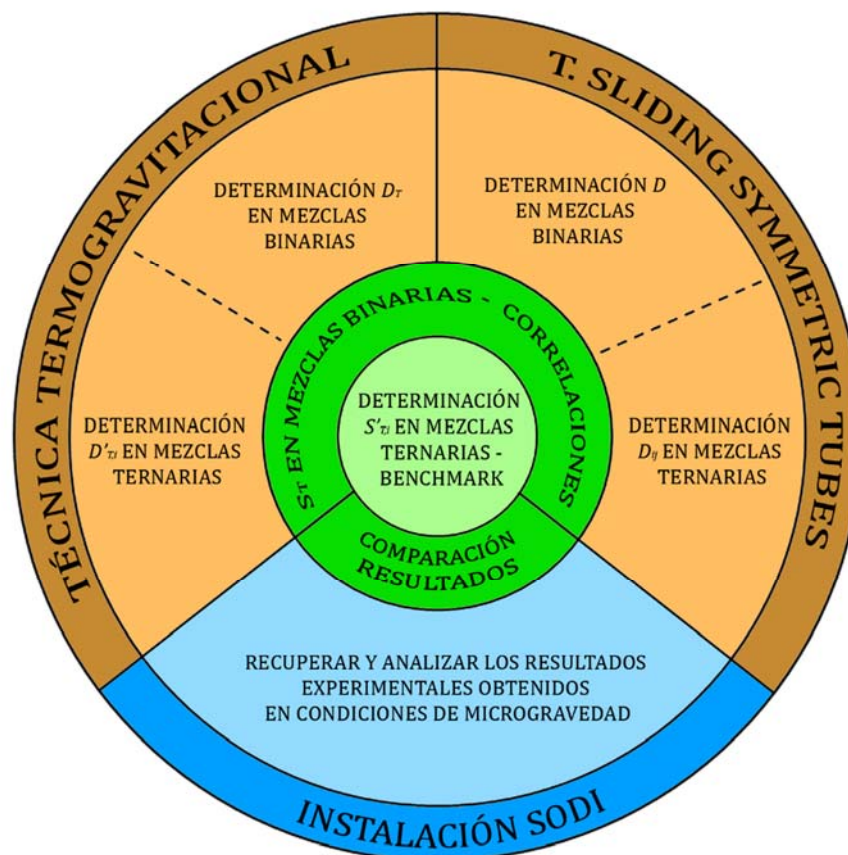 TÉCNICA TERMOGRAVITACIONAL
T. SLIDING SYMMETRIC TUBES
DETERMINACIÓN D_T
EN MEZCLAS
BINARIAS
DETERMINACIÓN D
EN MEZCLAS
BINARIAS
S_T EN MEZCLAS BINARIAS - CORRELACIONES
DETERMINACIÓN
D'_Ti EN MEZCLAS
TERNARIAS
DETERMINACIÓN
S'_Ti EN MEZCLAS
TERNARIAS -
BENCHMARK
DETERMINACIÓN
D_ij EN MEZCLAS
TERNARIAS
COMPARACIÓN
RESULTADOS
RECUPERAR Y ANALIZAR LOS RESULTADOS
EXPERIMENTALES OBTENIDOS
EN CONDICIONES DE MICROGRAVEDAD
INSTALACIÓN SODI